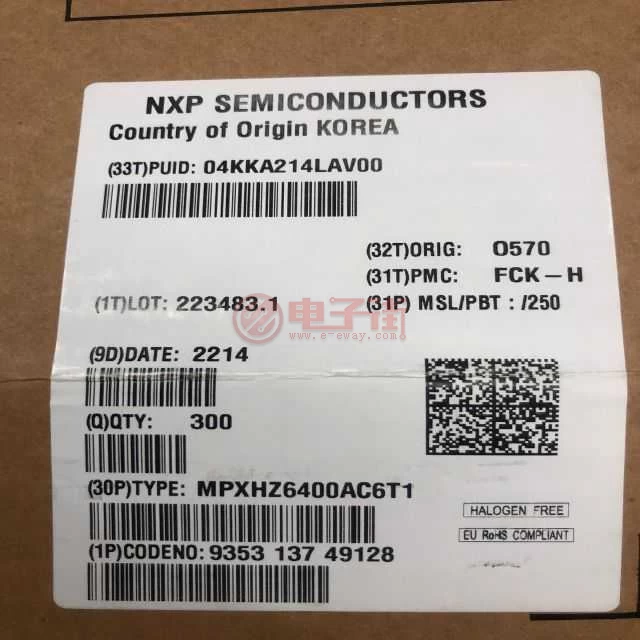 NXP SEMICONDUCTORS
Country of Origin KOREA
(33T)PUID: 04KKA214LAV00
(32T)ORIG: O570
(31T)PMC: FCK-H
(1T)LOT: 223483.1
(31P) MSL/PBT : /250
电子街
www.e-eway.com
(9D)DATE: 2214
(Q)QTY: 300
(30P)TYPE: MPXHZ6400AC6T1
HALOGEN FREE
EU RoHS COMPLIANT
(1P)CODENO: 9353 137 49128